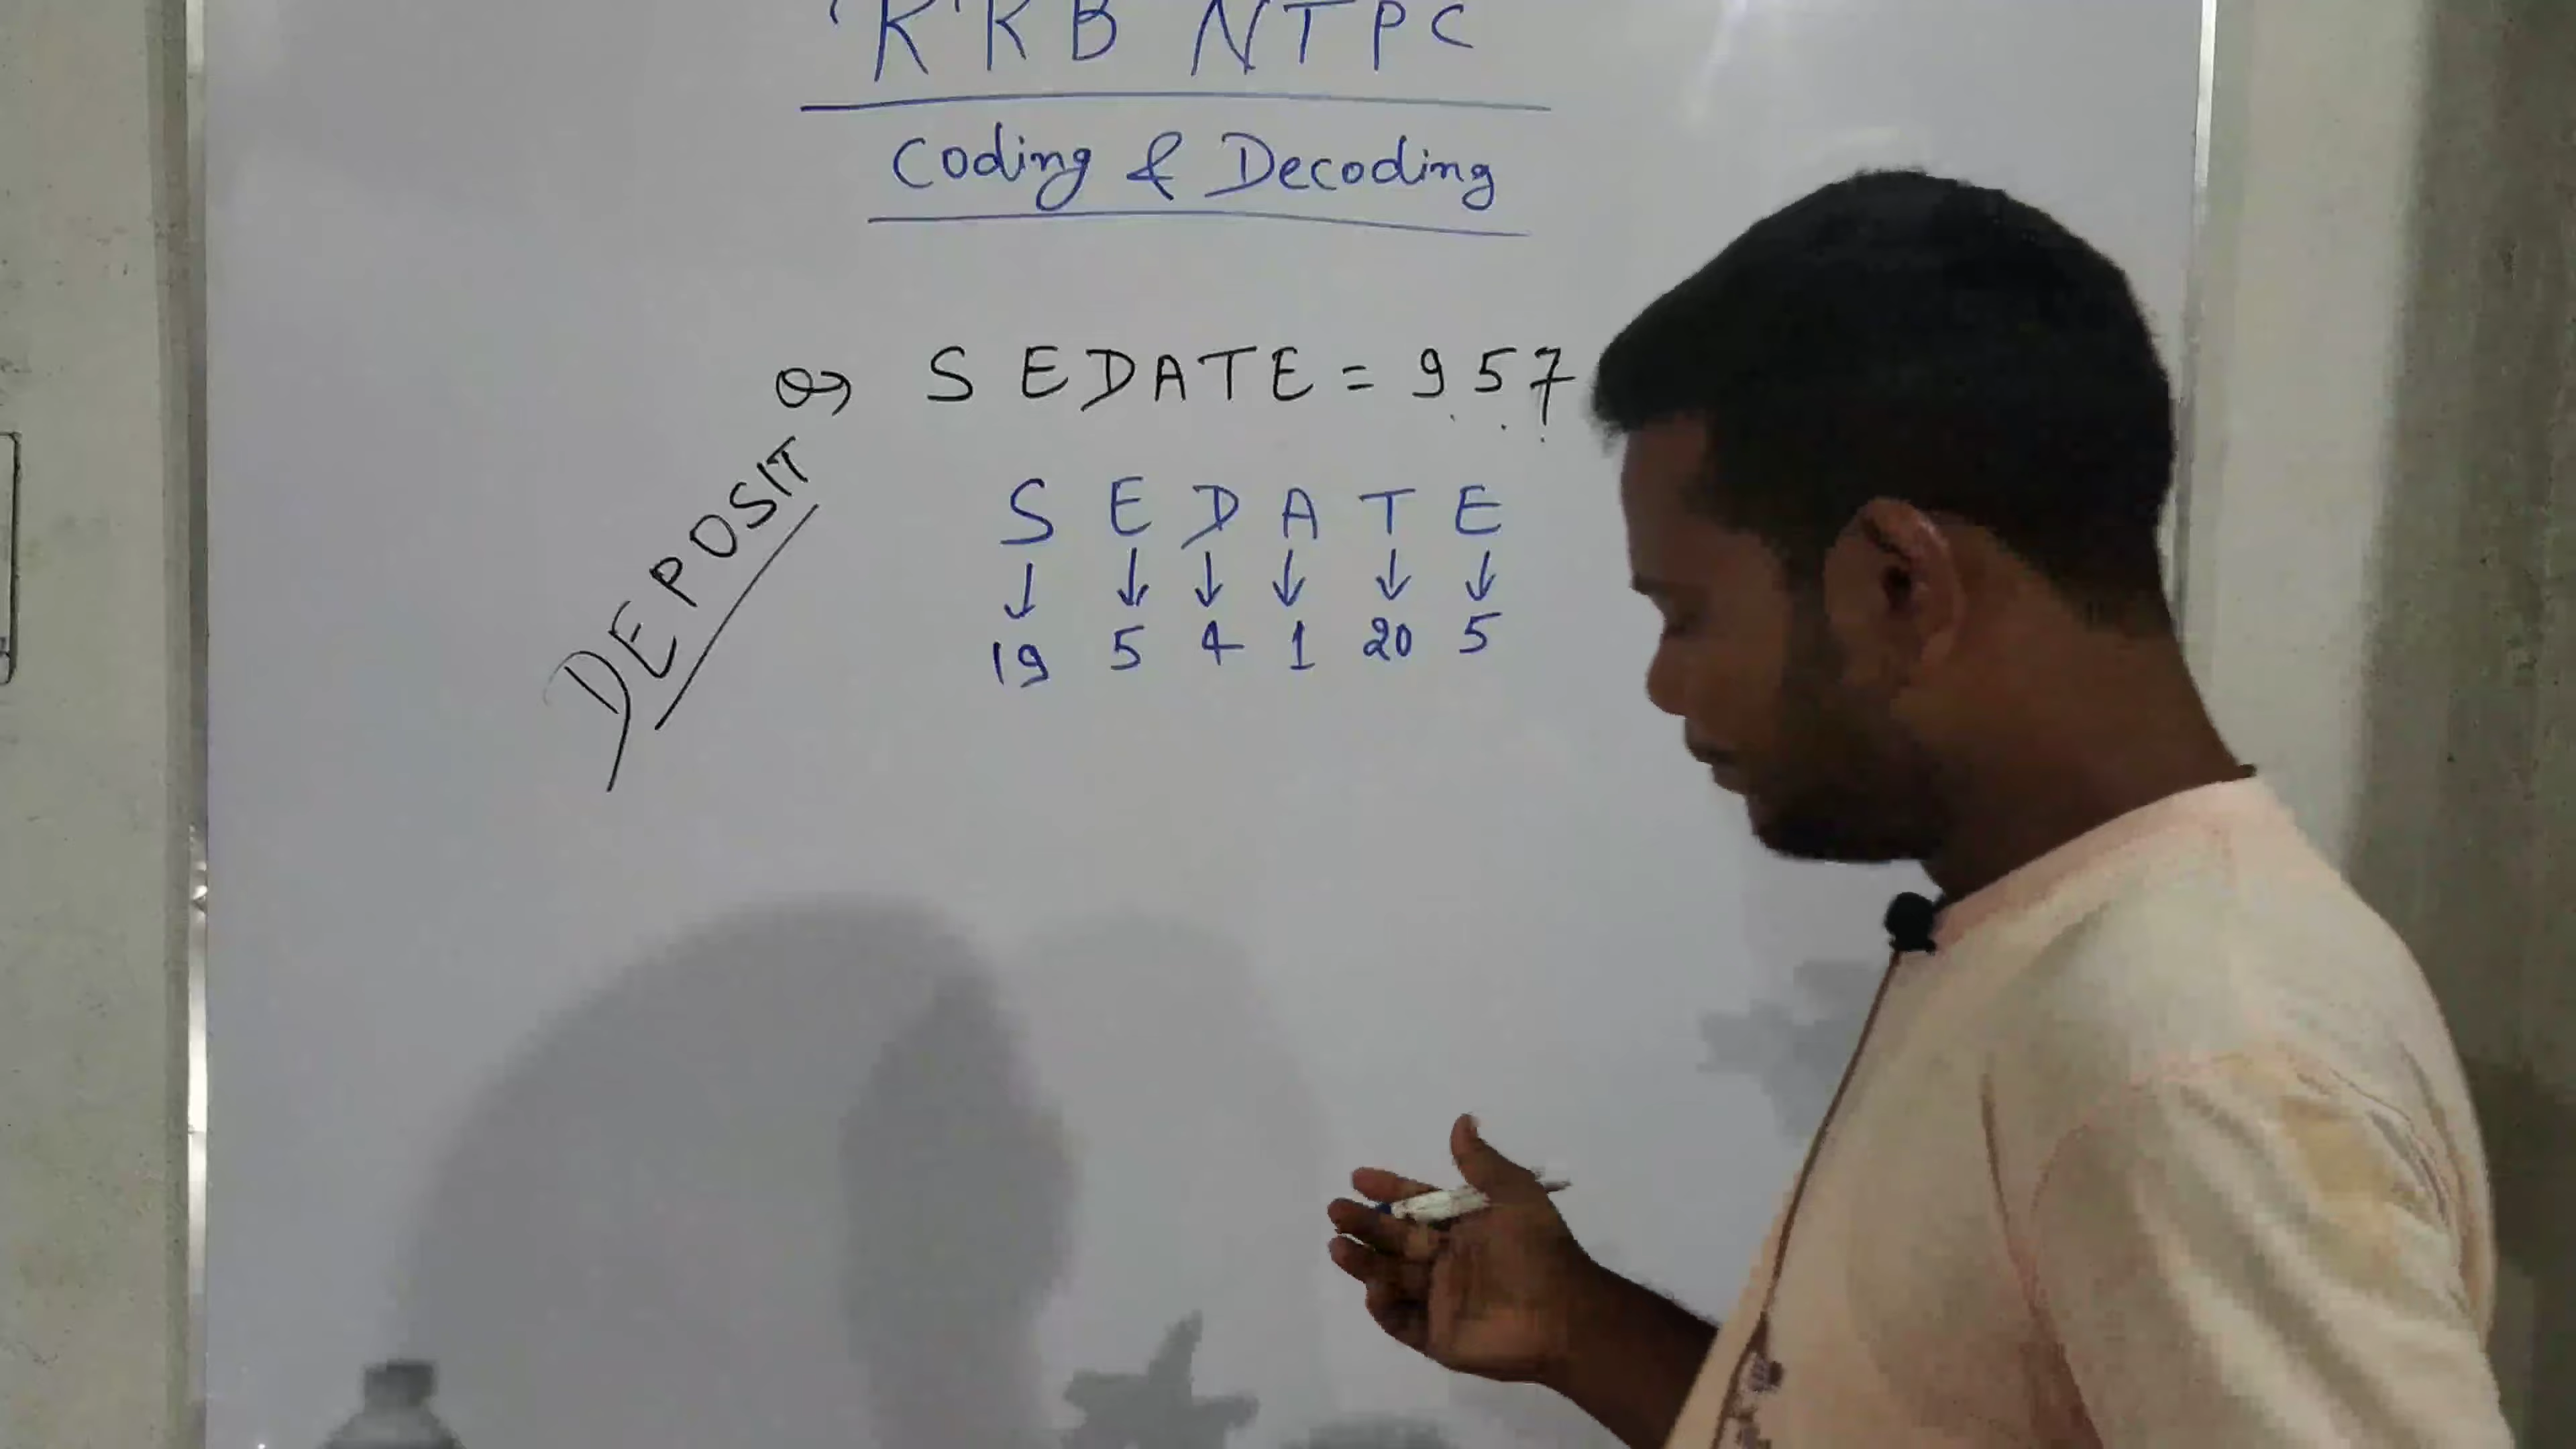 RRB NTPC
Coding & Decoding
SEDATE = 957
DEPOSIT
S E D A T E
↓ ↓ ↓ ↓ ↓ ↓
19 5 4 1 20 5